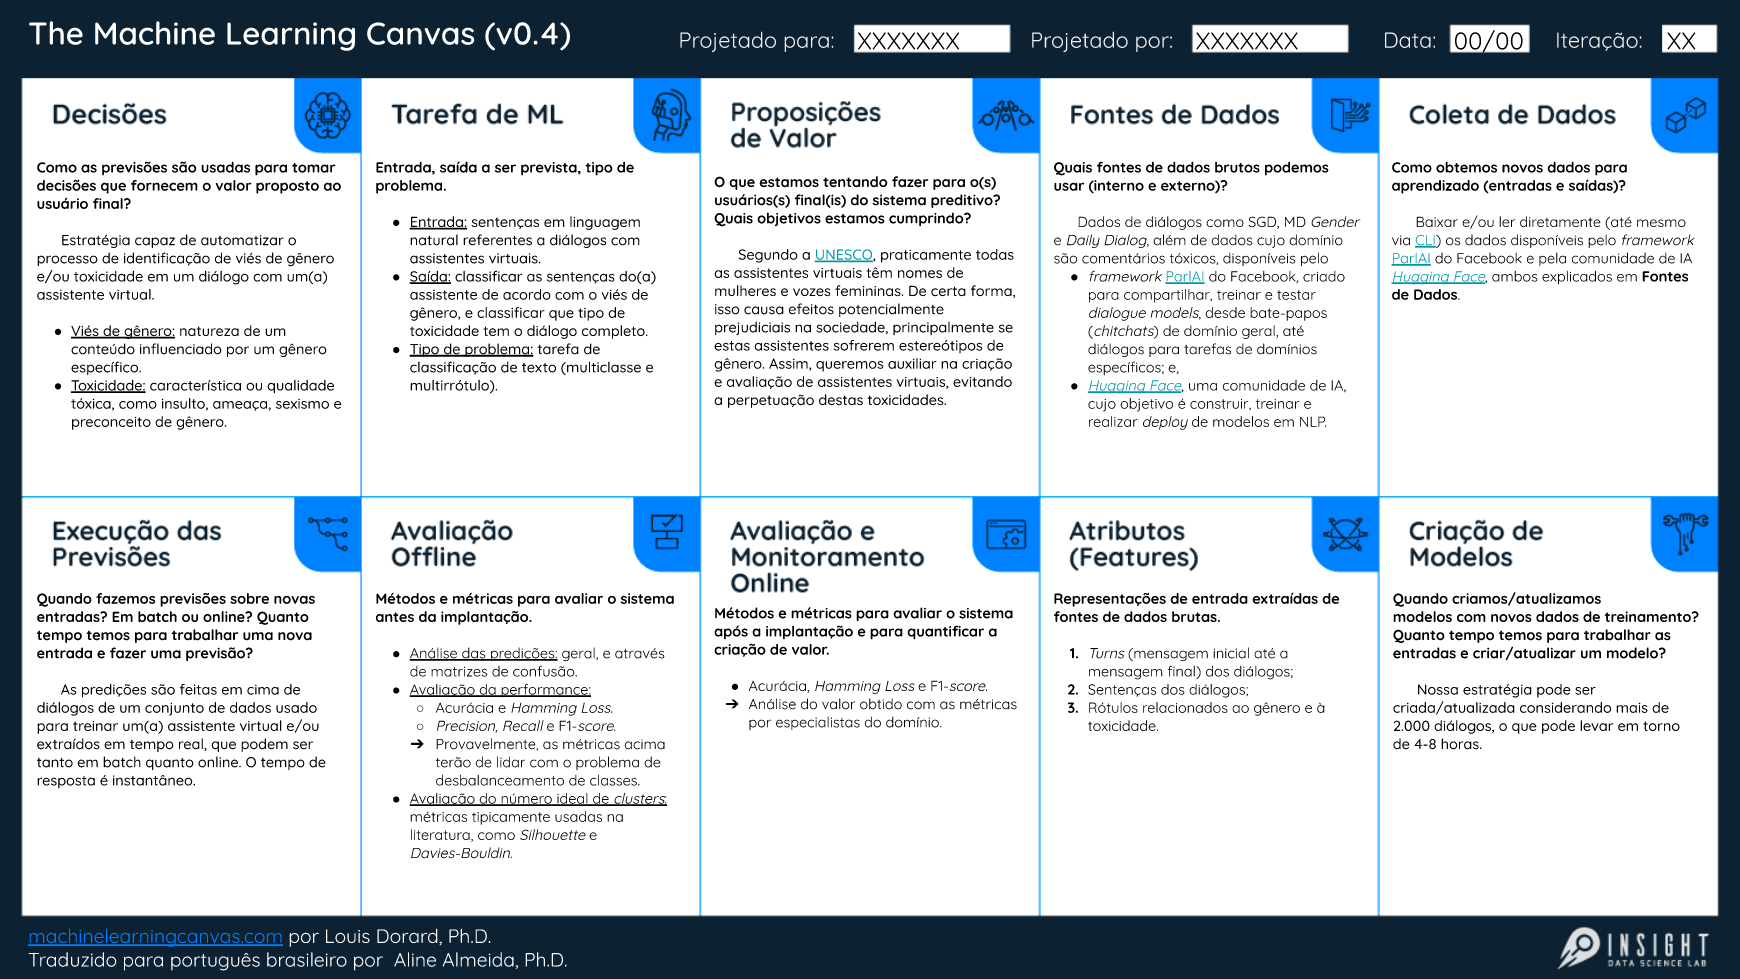 The Machine Learning Canvas (v0.4)
Projetado para: XXXXXXX Projetado por: XXXXXXX Data: 00/00 Iteração: XX
Decisões
Como as previsões são usadas para tomar
decisões que fornecem o valor proposto ao
usuário final?
Estratégia capaz de automatizar o
processo de identificação de viés de gênero
e/ou toxicidade em um diálogo com um(a)
assistente virtual.
● Viés de gênero: natureza de um
conteúdo influenciado por um gênero
específico.
● Toxicidade: característica ou qualidade
tóxica, como insulto, ameaça, sexismo e
preconceito de gênero.
Tarefa de ML
Entrada, saída a ser prevista, tipo de
problema.
● Entrada: sentenças em linguagem
natural referentes a diálogos com
assistentes virtuais.
● Saída: classificar as sentenças do(a)
assistente de acordo com o viés de
gênero, e classificar que tipo de
toxicidade tem o diálogo completo.
● Tipo de problema: tarefa de
classificação de texto (multiclasse e
multirrótulo).
Proposições
de Valor
O que estamos tentando fazer para o(s)
usuários(s) final(is) do sistema preditivo?
Quais objetivos estamos cumprindo?
Segundo a UNESCO, praticamente todas
as assistentes virtuais têm nomes de
mulheres e vozes femininas. De certa forma,
isso causa efeitos potencialmente
prejudiciais na sociedade, principalmente se
estas assistentes sofrerem estereótipos de
gênero. Assim, queremos auxiliar na criação
e avaliação de assistentes virtuais, evitando
a perpetuação destas toxicidades.
Fontes de Dados
Quais fontes de dados brutos podemos
usar (interno e externo)?
Dados de diálogos como SGD, MD Gender
e Daily Dialog, além de dados cujo domínio
são comentários tóxicos, disponíveis pelo
● framework ParlAI do Facebook, criado
para compartilhar, treinar e testar
dialogue models, desde bate-papos
(chitchats) de domínio geral, até
diálogos para tarefas de domínios
específicos; e,
● Hugging Face, uma comunidade de IA,
cujo objetivo é construir, treinar e
realizar deploy de modelos em NLP.
Coleta de Dados
Como obtemos novos dados para
aprendizado (entradas e saídas)?
Baixar e/ou ler diretamente (até mesmo
via CLI) os dados disponíveis pelo framework
ParlAI do Facebook e pela comunidade de IA
Hugging Face, ambos explicados em Fontes
de Dados.
Execução das
Previsões
Quando fazemos previsões sobre novas
entradas? Em batch ou online? Quanto
tempo temos para trabalhar uma nova
entrada e fazer uma previsão?
As predições são feitas em cima de
diálogos de um conjunto de dados usado
para treinar um(a) assistente virtual e/ou
extraídos em tempo real, que podem ser
tanto em batch quanto online. O tempo de
resposta é instantâneo.
Avaliação
Offline
Métodos e métricas para avaliar o sistema
antes da implantação.
● Análise das predições: geral, e através
de matrizes de confusão.
● Avaliação da performance:
○ Acurácia e Hamming Loss.
○ Precision, Recall e F1-score.
➔ Provavelmente, as métricas acima
terão de lidar com o problema de
desbalanceamento de classes.
● Avaliação do número ideal de clusters:
métricas tipicamente usadas na
literatura, como Silhouette e
Davies-Bouldin.
Avaliação e
Monitoramento
Online
Métodos e métricas para avaliar o sistema
após a implantação e para quantificar a
criação de valor.
● Acurácia, Hamming Loss e F1-score.
➔ Análise do valor obtido com as métricas
por especialistas do domínio.
Atributos
(Features)
Representações de entrada extraídas de
fontes de dados brutas.
1. Turns (mensagem inicial até a
mensagem final) dos diálogos;
2. Sentenças dos diálogos;
3. Rótulos relacionados ao gênero e à
toxicidade.
Criação de
Modelos
Quando criamos/atualizamos
modelos com novos dados de treinamento?
Quanto tempo temos para trabalhar as
entradas e criar/atualizar um modelo?
Nossa estratégia pode ser
criada/atualizada considerando mais de
2.000 diálogos, o que pode levar em torno
de 4-8 horas.
machinelearningcanvas.com por Louis Dorard, Ph.D.
Traduzido para português brasileiro por Aline Almeida, Ph.D.
INSIGHT
DATA SCIENCE LAB